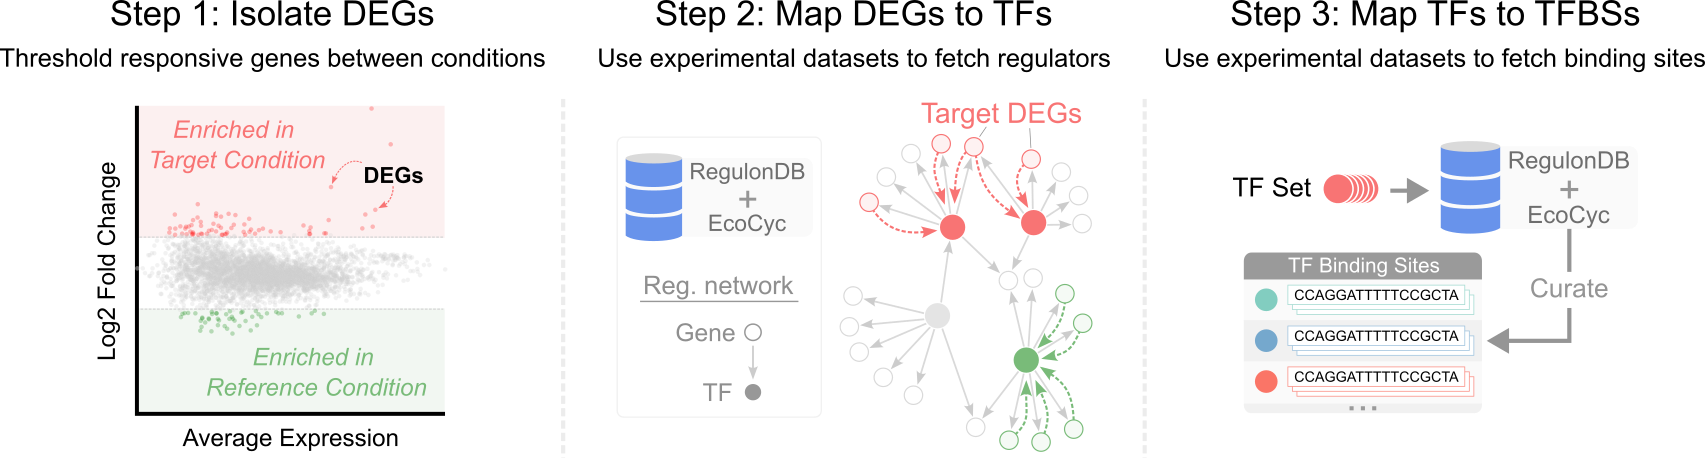 Step 1: Isolate DEGs
Threshold responsive genes between conditions
Log2 Fold Change
Enriched in
Target Condition
DEGs
Enriched in
Reference Condition
Average Expression
Step 2: Map DEGs to TFs
Use experimental datasets to fetch regulators
RegulonDB
+
EcoCyc
Reg. network
Gene
TF
Target DEGs
Step 3: Map TFs to TFBSs
Use experimental datasets to fetch binding sites
TF Set
RegulonDB
+
EcoCyc
Curate
TF Binding Sites
CCAGGATTTTTCCGCTA
CCAGGATTTTTCCGCTA
CCAGGATTTTTCCGCTA
...